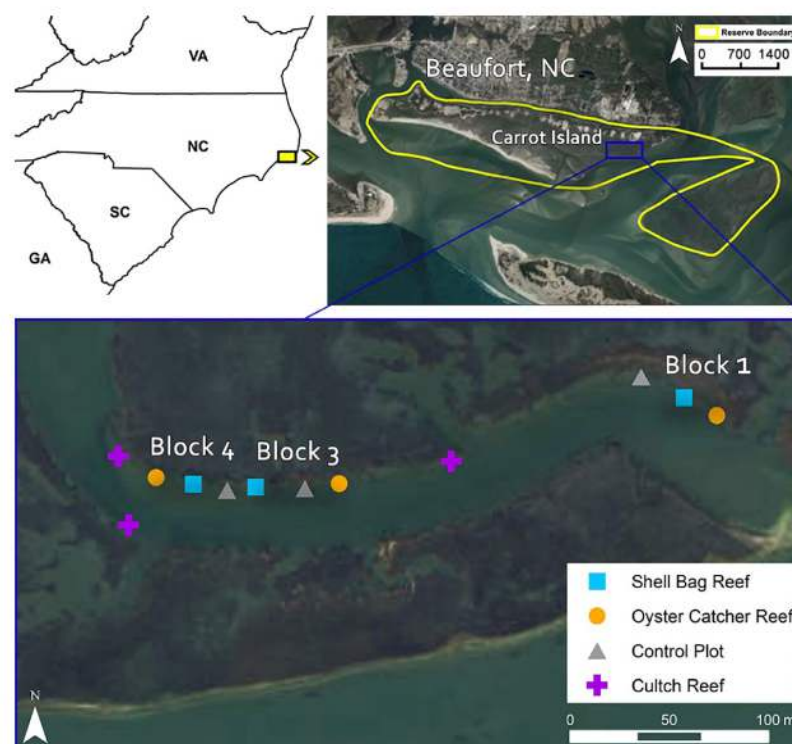 VA
NC
SC
GA
N
Reserve Boundary
0 700 1400
Beaufort, NC
Carrot Island
Block 1
Block 4
Block 3
Shell Bag Reef
Oyster Catcher Reef
Control Plot
Cultch Reef
N
0 50 100 m